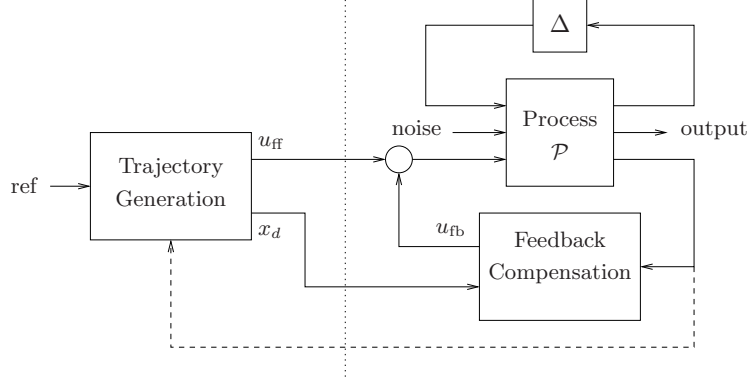 Δ
noise
Process
𝒫
output
ref
Trajectory
Generation
u_ff
x_d
u_fb
Feedback
Compensation